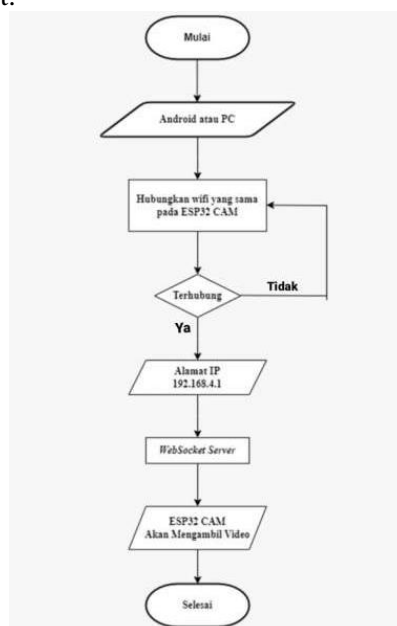 t.
Mulai
Android atau PC
Hubungkan wifi yang sama
pada ESP32 CAM
Terhubung
Tidak
Ya
Alamat IP
192.168.4.1
WebSocket Server
ESP32 CAM
Akan Mengambil Video
Selesai